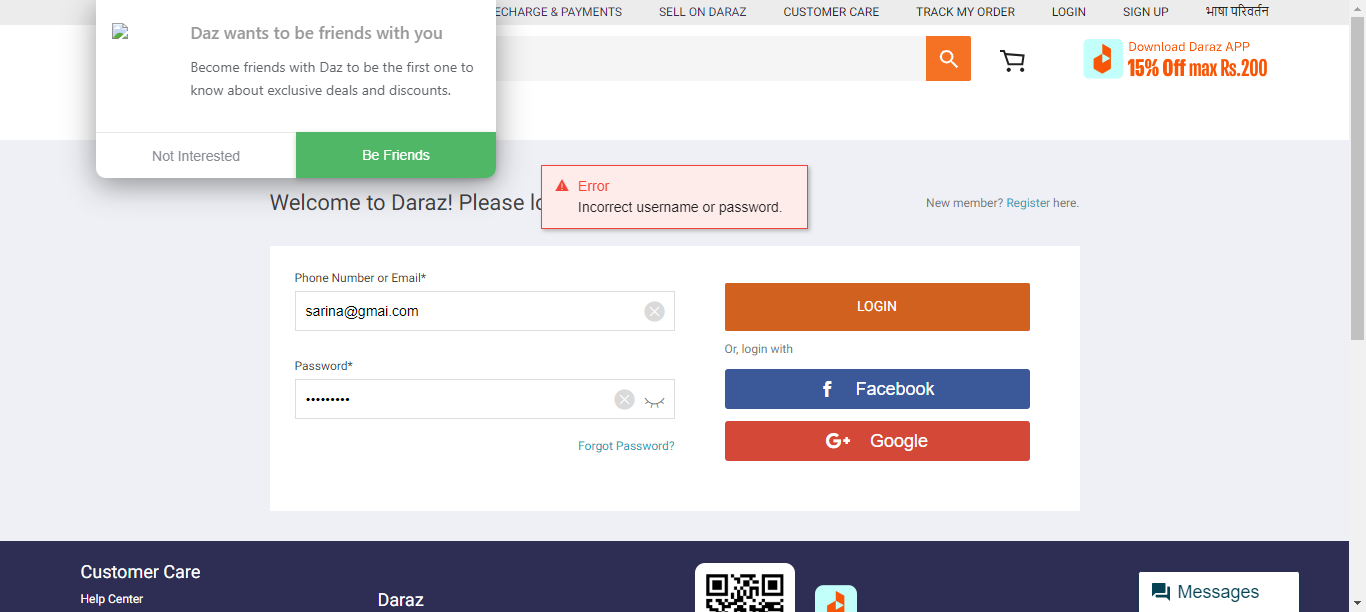 ECHARGE & PAYMENTS SELL ON DARAZ CUSTOMER CARE TRACK MY ORDER LOGIN SIGN UP भाषा परिवर्तन
Daz wants to be friends with you
Become friends with Daz to be the first one to
know about exclusive deals and discounts.
Not Interested Be Friends
Download Daraz APP
15% Off max Rs.200
Error
Incorrect username or password.
Welcome to Daraz! Please lo
New member? Register here.
Phone Number or Email*
sarina@gmai.com
Password*
•••••••••
Forgot Password?
LOGIN
Or, login with
Facebook
G+ Google
Customer Care
Help Center
Daraz
Messages